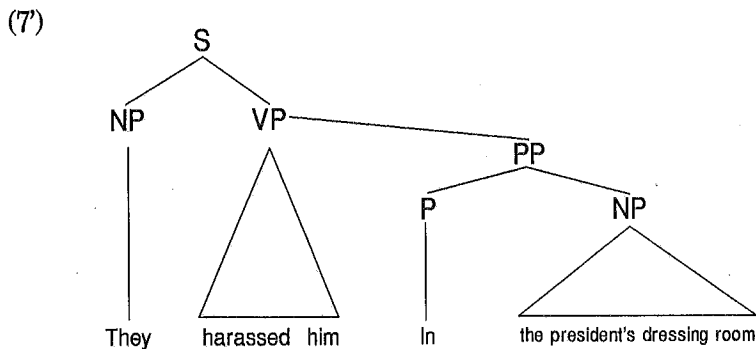 (7')
S
NP VP
PP
P NP
They harassed him In the president's dressing room